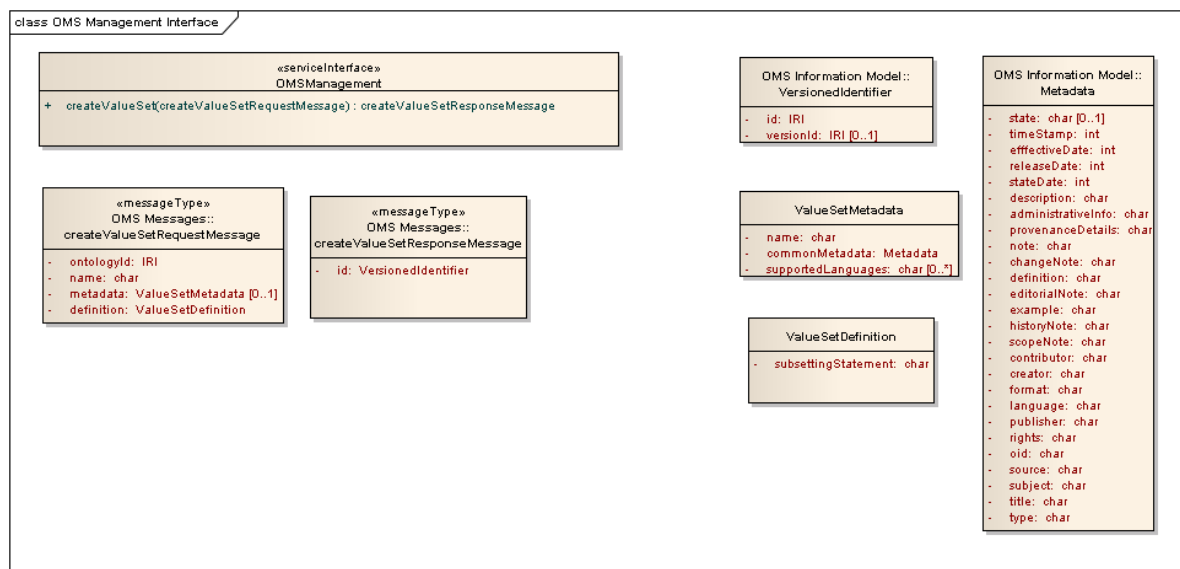 class OMS Management Interface
«serviceInterface»
OMSManagement
+ createValueSet(createValueSetRequestMessage) : createValueSetResponseMessage
«messageType»
OMS Messages::
createValueSetRequestMessage
- ontologyId: IRI
- name: char
- metadata: ValueSetMetadata [0..1]
- definition: ValueSetDefinition
«messageType»
OMS Messages::
createValueSetResponseMessage
- id: VersionedIdentifier
OMS Information Model::
VersionedIdentifier
- id: IRI
- versionId: IRI [0..1]
ValueSetMetadata
- name: char
- commonMetadata: Metadata
- supportedLanguages: char [0..*]
ValueSetDefinition
- subsettingStatement: char
OMS Information Model::
Metadata
- state: char [0..1]
- timeStamp: int
- efffectiveDate: int
- releaseDate: int
- stateDate: int
- description: char
- administrativeInfo: char
- provenanceDetails: char
- note: char
- changeNote: char
- definition: char
- editorialNote: char
- example: char
- historyNote: char
- scopeNote: char
- contributor: char
- creator: char
- format: char
- language: char
- publisher: char
- rights: char
- oid: char
- source: char
- subject: char
- title: char
- type: char